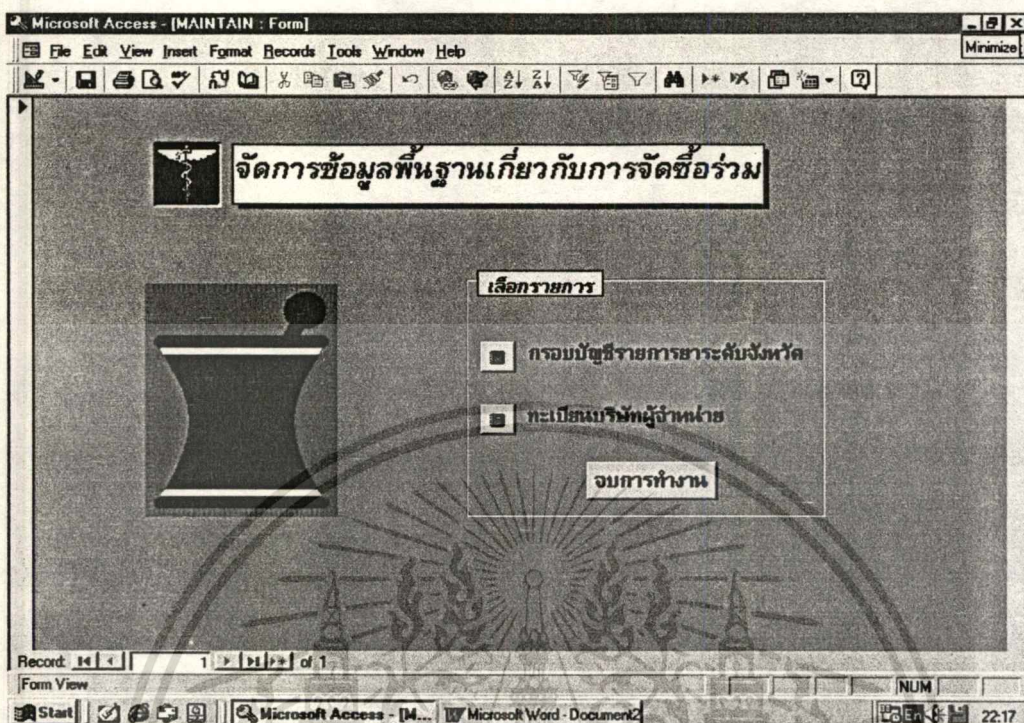 Microsoft Access - [MAINTAIN : Form]
File Edit View Insert Format Records Tools Window Help
Minimize
จัดการข้อมูลพื้นฐานเกี่ยวกับการจัดซื้อร่วม
เลือกรายการ
กรอบบัญชีรายการยาระดับจังหวัด
ทะเบียนบริษัทผู้จำหน่าย
จบการทำงาน
Record: 1 of 1
Form View NUM
Start Microsoft Access - [M... Microsoft Word - Document2 En 22:17